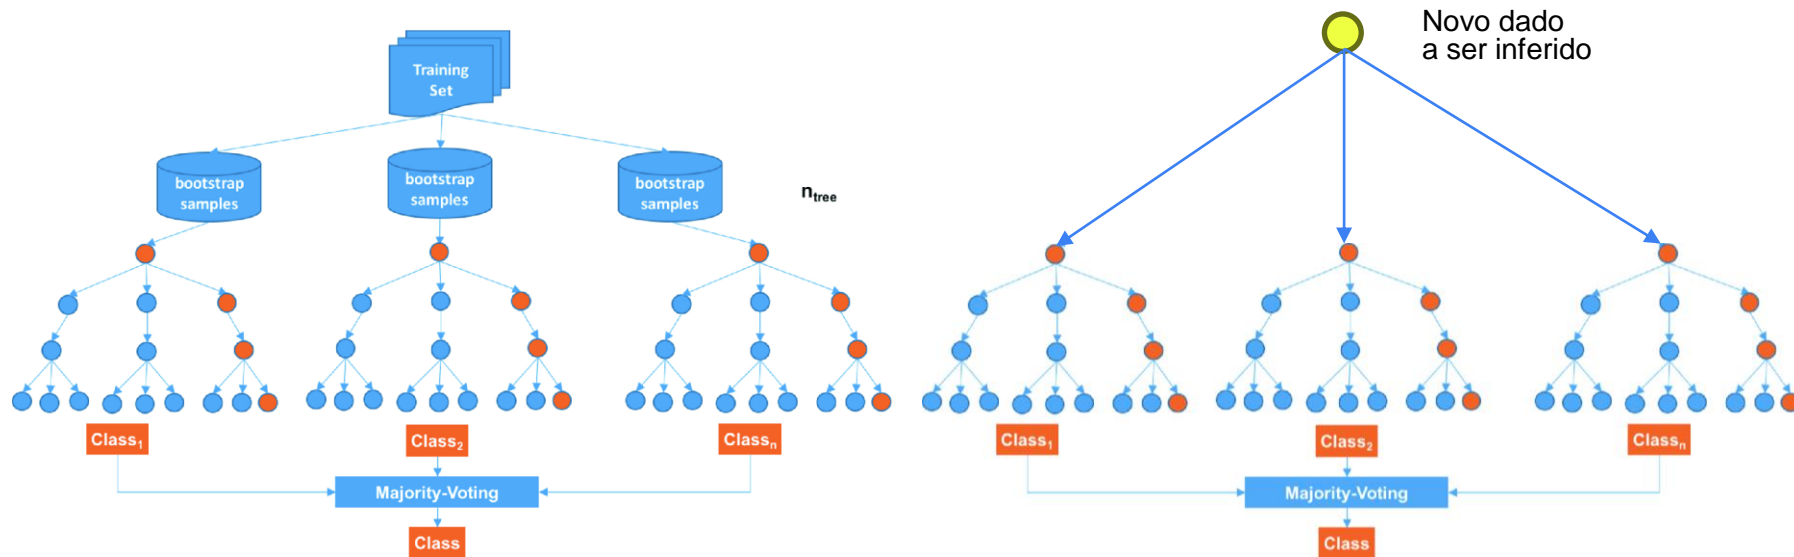 Training
Set
bootstrap
samples
bootstrap
samples
bootstrap
samples
n_tree
Class₁
Class₂
Classₙ
Majority-Voting
Class
Novo dado
a ser inferido
Class₁
Class₂
Classₙ
Majority-Voting
Class